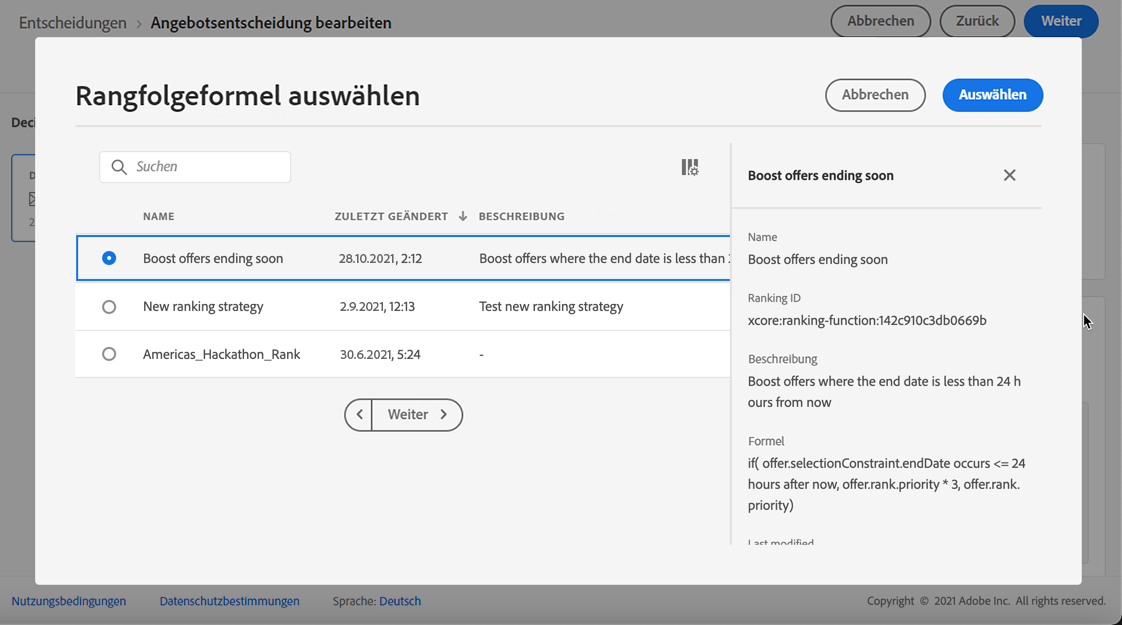 Entscheidungen > Angebotsentscheidung bearbeiten
Abbrechen
Zurück
Weiter
Rangfolgeformel auswählen
Abbrechen
Auswählen
Suchen
NAME ZULETZT GEÄNDERT ↓ BESCHREIBUNG
Boost offers ending soon 28.10.2021, 2:12 Boost offers where the end date is less than
New ranking strategy 2.9.2021, 12:13 Test new ranking strategy
Americas_Hackathon_Rank 30.6.2021, 5:24 -
< Weiter >
Boost offers ending soon
Name
Boost offers ending soon
Ranking ID
xcore:ranking-function:142c910c3db0669b
Beschreibung
Boost offers where the end date is less than 24 h
ours from now
Formel
if( offer.selectionConstraint.endDate occurs <= 24
hours after now, offer.rank.priority * 3, offer.rank.
priority)
Last modified
Deci
Nutzungsbedingungen Datenschutzbestimmungen Sprache: Deutsch Copyright © 2021 Adobe Inc. All rights reserved.